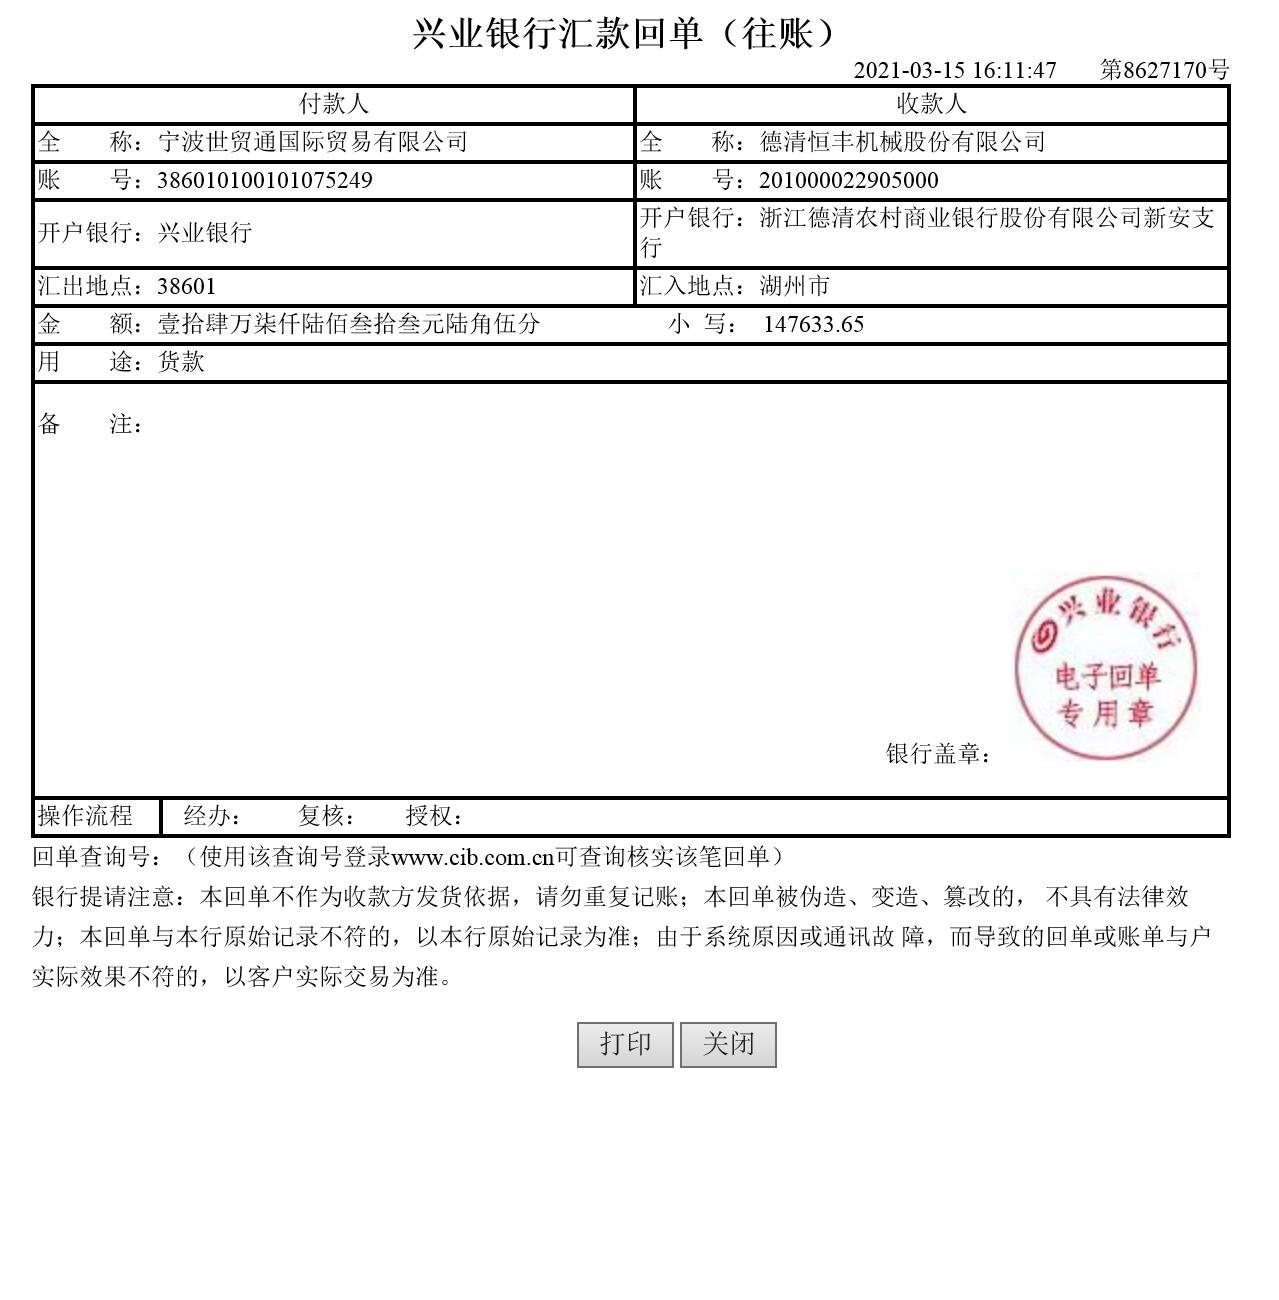 兴业银行汇款回单（往账）
2021-03-15 16:11:47 第8627170号
付款人 收款人
全 称：宁波世贸通国际贸易有限公司 全 称：德清恒丰机械股份有限公司
账 号：386010100101075249 账 号：201000022905000
开户银行：兴业银行 开户银行：浙江德清农村商业银行股份有限公司新安支
行
汇出地点：38601 汇入地点：湖州市
金 额：壹拾肆万柒仟陆佰叁拾叁元陆角伍分 小 写： 147633.65
用 途：货款
备 注：
兴业银行
电子回单
专用章
银行盖章：
操作流程 经办： 复核： 授权：
回单查询号：（使用该查询号登录www.cib.com.cn可查询核实该笔回单）
银行提请注意：本回单不作为收款方发货依据，请勿重复记账；本回单被伪造、变造、篡改的， 不具有法律效
力；本回单与本行原始记录不符的，以本行原始记录为准；由于系统原因或通讯故 障，而导致的回单或账单与户
实际效果不符的，以客户实际交易为准。
打印 关闭